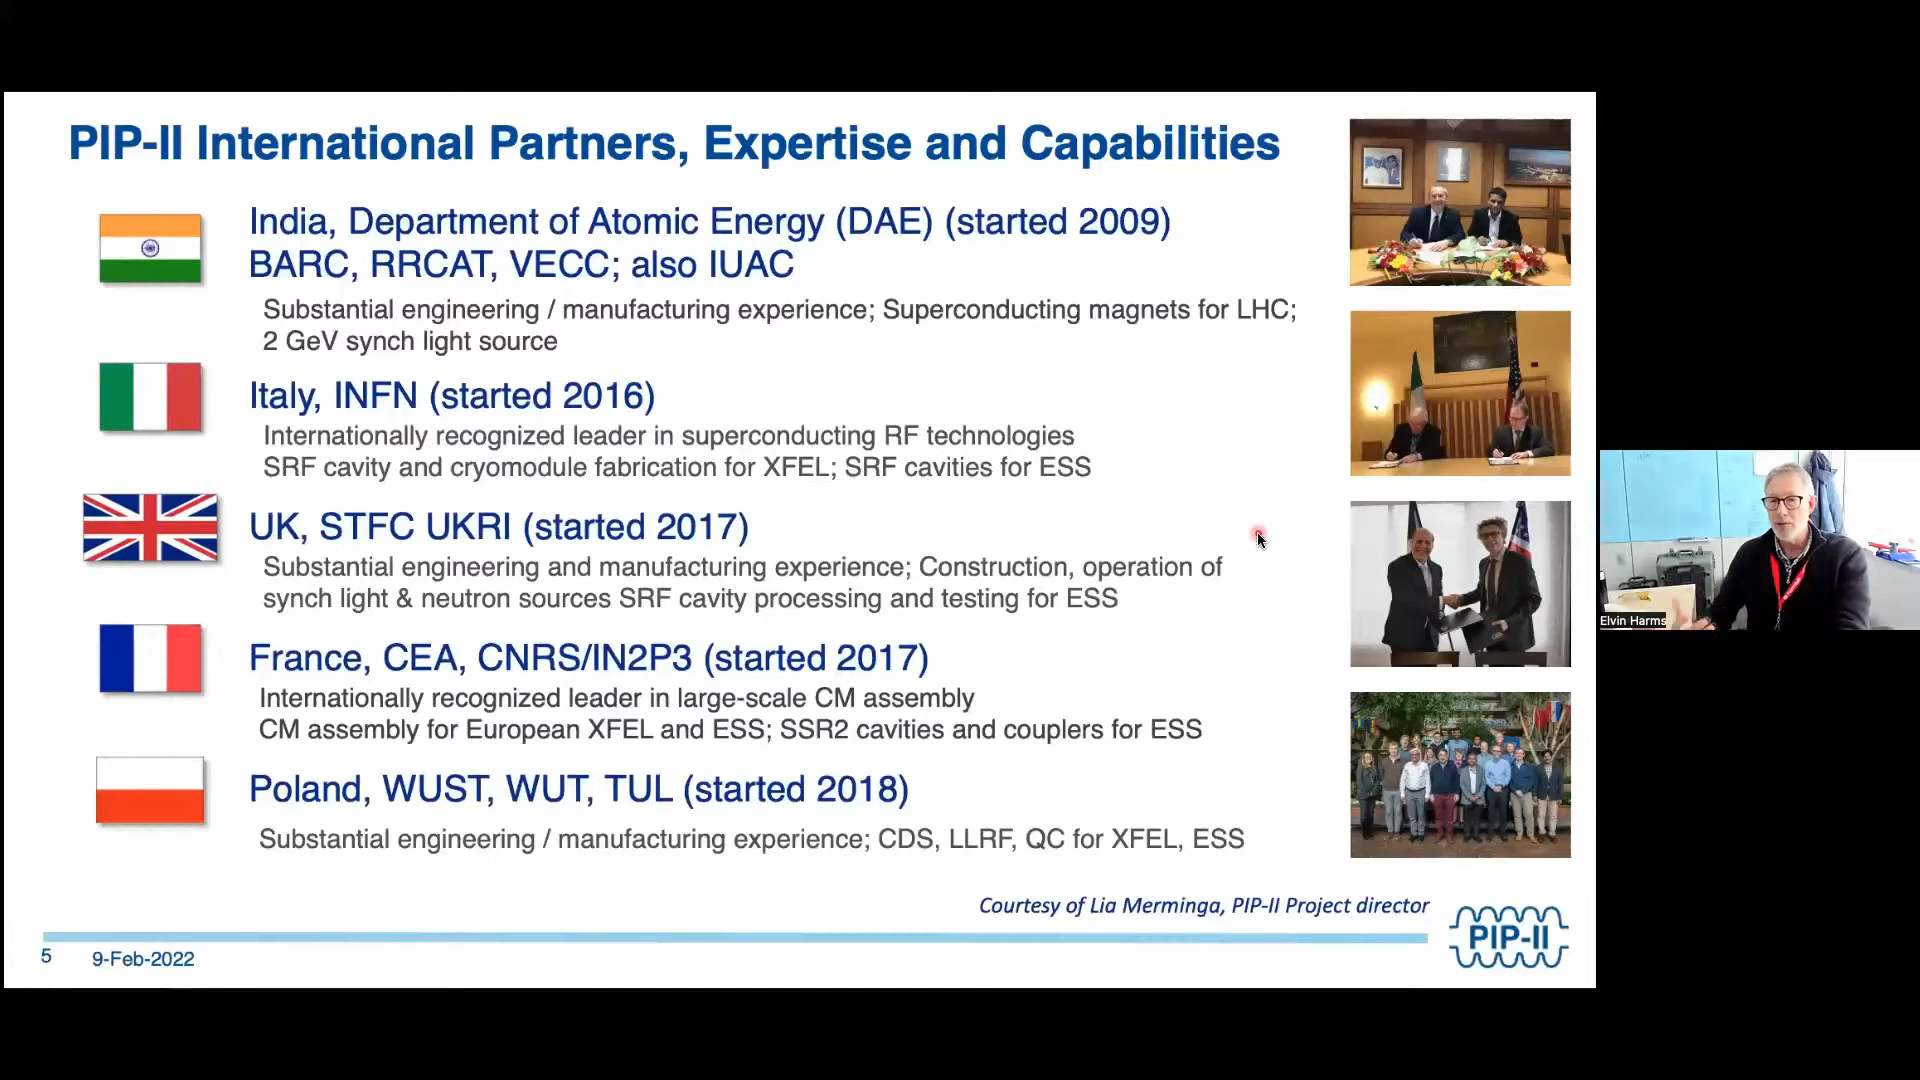 PIP-II International Partners, Expertise and Capabilities
India, Department of Atomic Energy (DAE) (started 2009)
BARC, RRCAT, VECC; also IUAC
Substantial engineering / manufacturing experience; Superconducting magnets for LHC;
2 GeV synch light source
Italy, INFN (started 2016)
Internationally recognized leader in superconducting RF technologies
SRF cavity and cryomodule fabrication for XFEL; SRF cavities for ESS
UK, STFC UKRI (started 2017)
Substantial engineering and manufacturing experience; Construction, operation of
synch light & neutron sources SRF cavity processing and testing for ESS
France, CEA, CNRS/IN2P3 (started 2017)
Internationally recognized leader in large-scale CM assembly
CM assembly for European XFEL and ESS; SSR2 cavities and couplers for ESS
Poland, WUST, WUT, TUL (started 2018)
Substantial engineering / manufacturing experience; CDS, LLRF, QC for XFEL, ESS
Courtesy of Lia Merminga, PIP-II Project director
PIP-II
5 9-Feb-2022
Elvin Harms